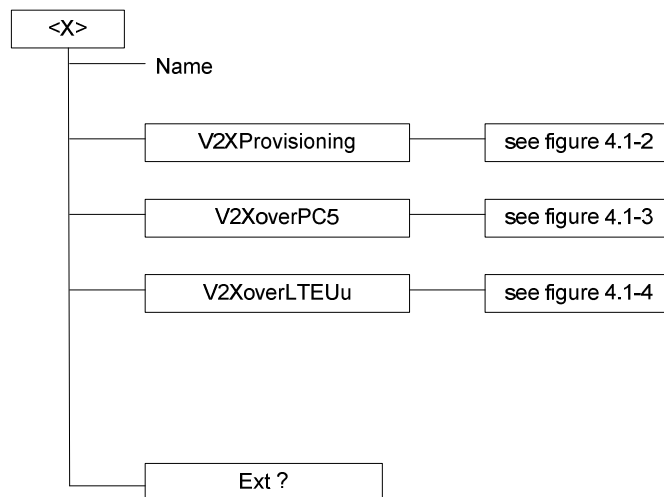 <X>
Name
V2XProvisioning see figure 4.1-2
V2XoverPC5 see figure 4.1-3
V2XoverLTEUu see figure 4.1-4
Ext ?